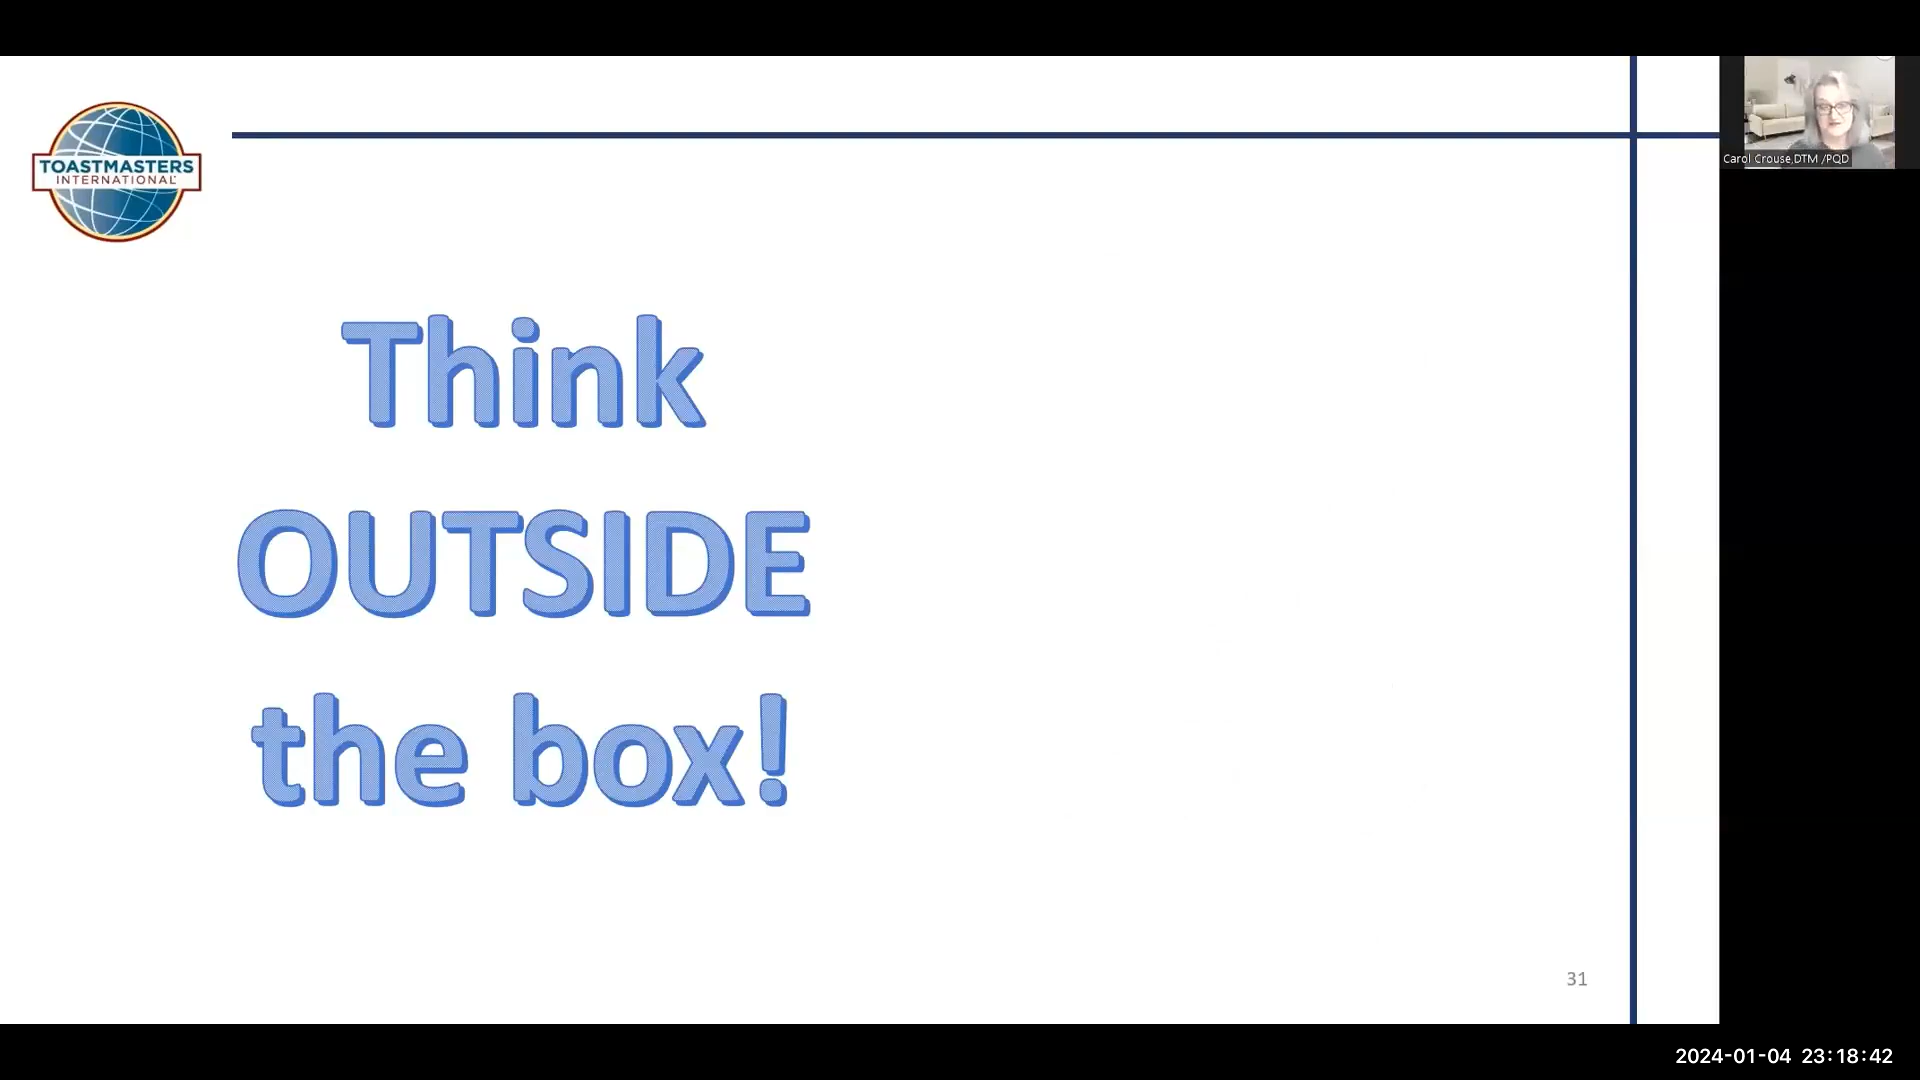 TOASTMASTERS
INTERNATIONAL
Carol Crouse,DTM /PQD
Think
OUTSIDE
the box!
31
2024-01-04 23:18:42